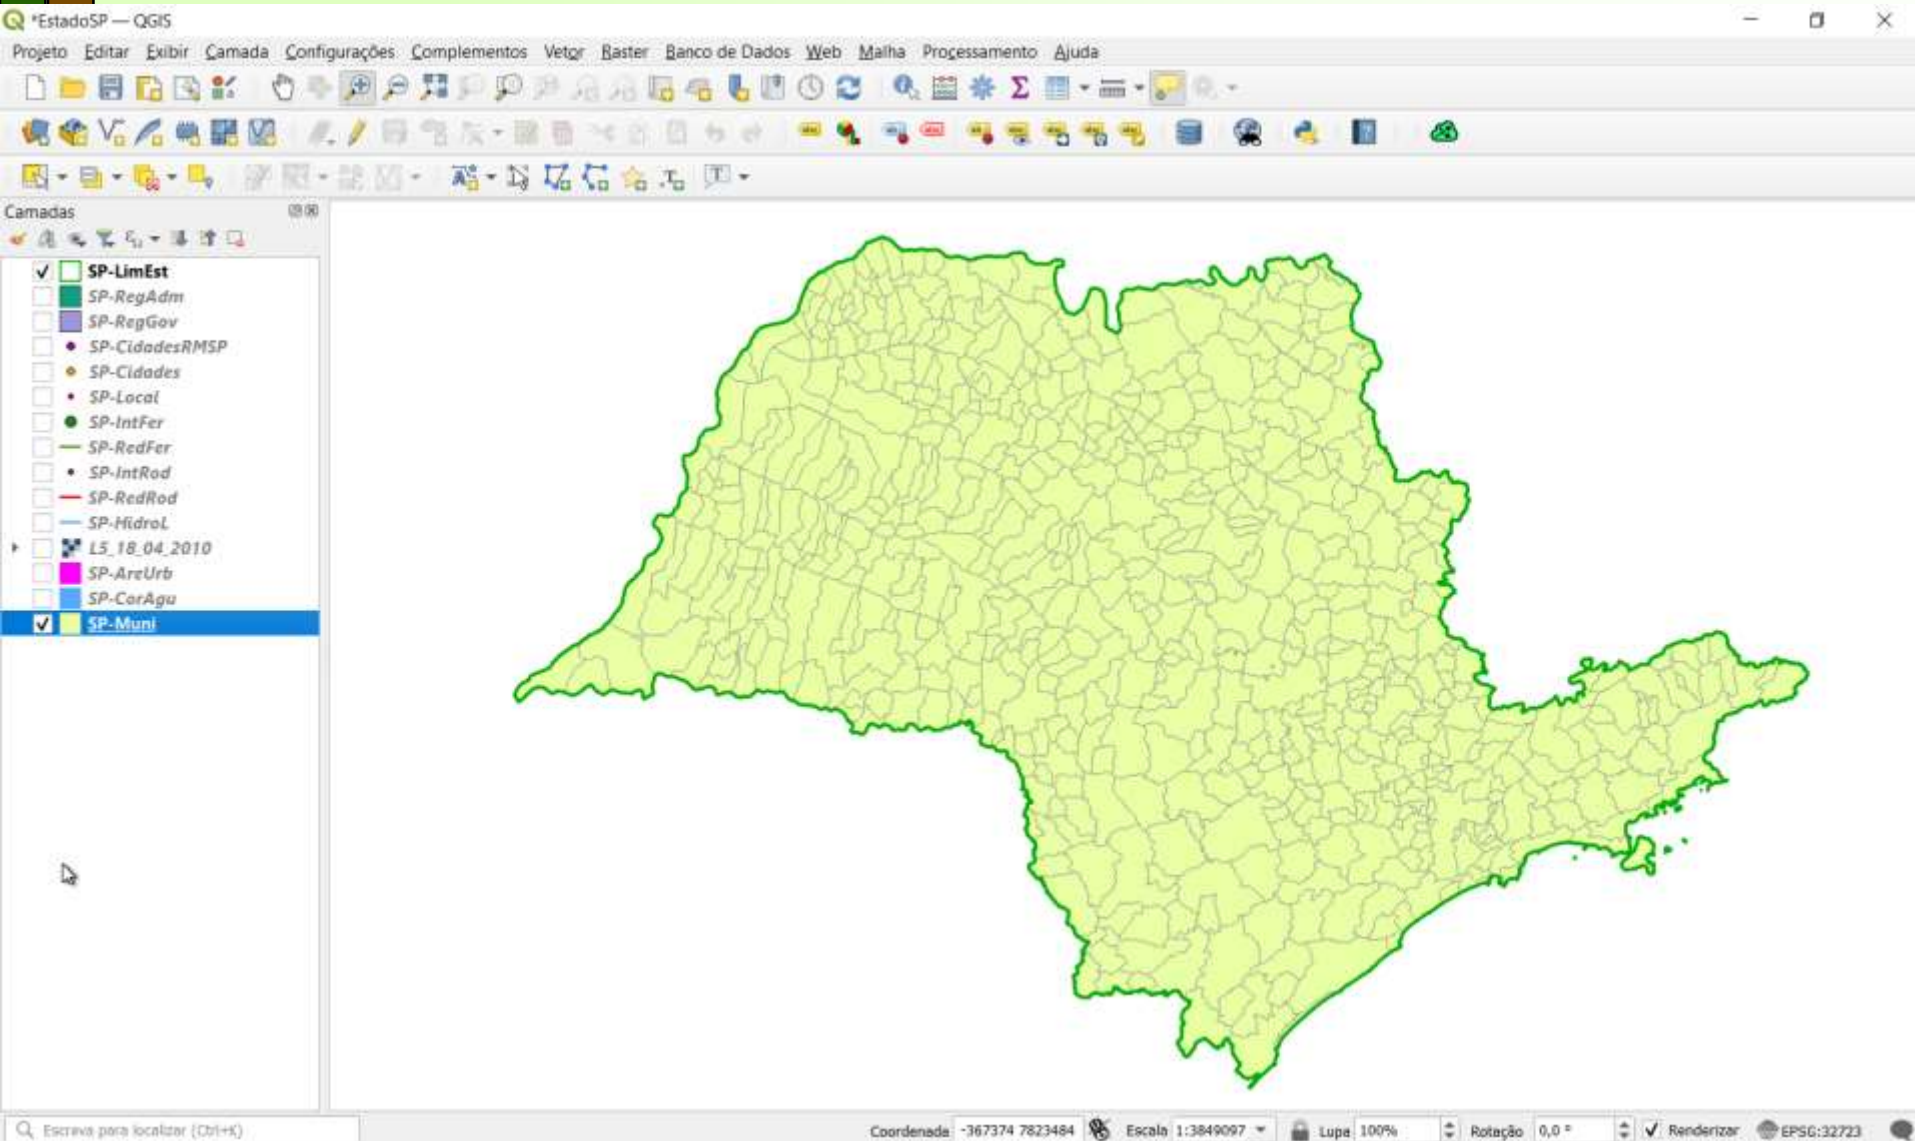 *EstadoSP — QGIS
Projeto Editar Exibir Camada Configurações Complementos Vetor Raster Banco de Dados Web Malha Processamento Ajuda
Camadas
SP-LimEst
SP-RegAdm
SP-RegGov
SP-CidadesRMSP
SP-Cidades
SP-Local
SP-IntFer
SP-RedFer
SP-IntRod
SP-RedRod
SP-HidroL
L5_18_04_2010
SP-AreUrb
SP-CorAgu
SP-Muni
Escreva para localizar (Ctrl+K) Coordenada -367374 7823484 Escala 1:3849097 Lupa 100% Rotação 0,0 ° Renderizar EPSG:32723